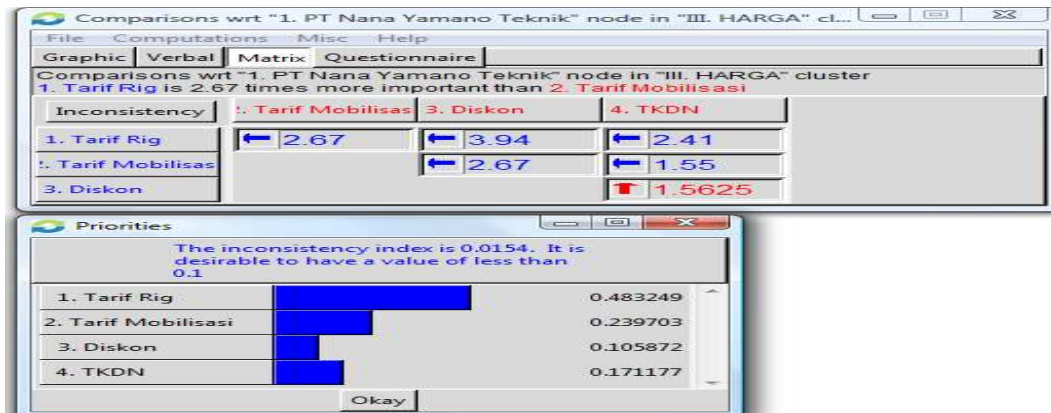 Comparisons wrt "1. PT Nana Yamano Teknik" node in "III. HARGA" cl...
File Computations Misc Help
Graphic Verbal Matrix Questionnaire
Comparisons wrt "1. PT Nana Yamano Teknik" node in "III. HARGA" cluster
1. Tarif Rig is 2.67 times more important than 2. Tarif Mobilisasi
Inconsistency . Tarif Mobilisas 3. Diskon 4. TKDN
1. Tarif Rig 2.67 3.94 2.41
. Tarif Mobilisas 2.67 1.55
3. Diskon 1.5625
Priorities
The inconsistency index is 0.0154. It is
desirable to have a value of less than
0.1
1. Tarif Rig 0.483249
2. Tarif Mobilisasi 0.239703
3. Diskon 0.105872
4. TKDN 0.171177
Okay